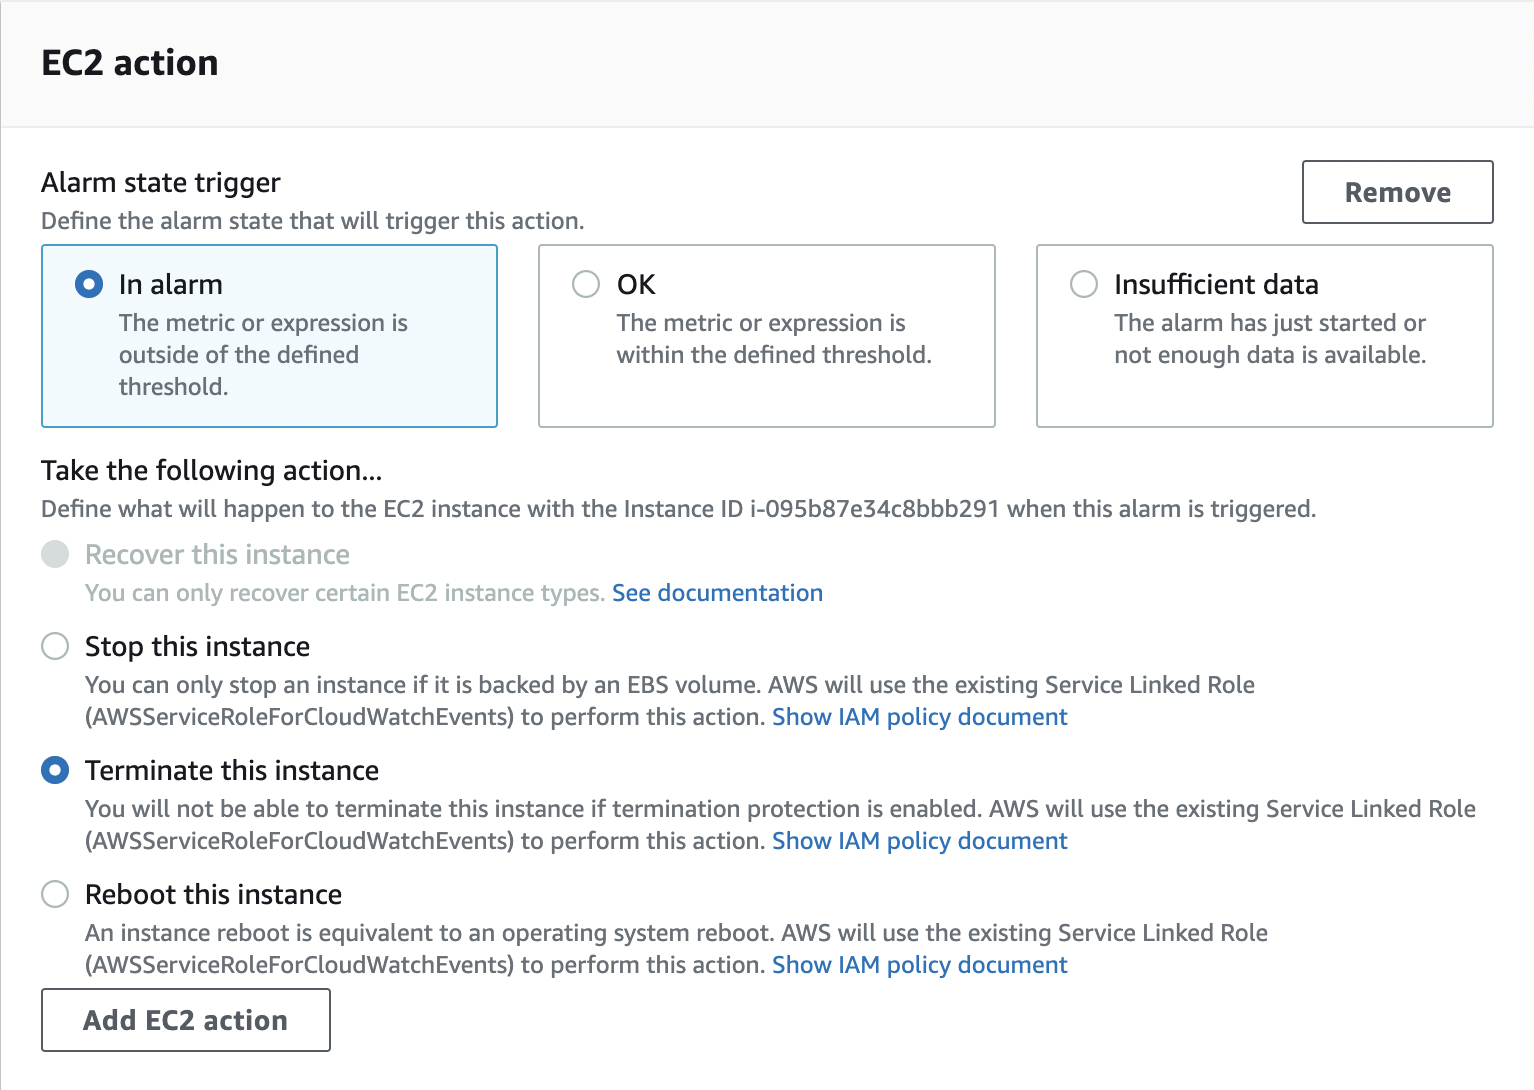 EC2 action
Alarm state trigger
Define the alarm state that will trigger this action.
Remove
In alarm
The metric or expression is
outside of the defined
threshold.
OK
The metric or expression is
within the defined threshold.
Insufficient data
The alarm has just started or
not enough data is available.
Take the following action...
Define what will happen to the EC2 instance with the Instance ID i-095b87e34c8bbb291 when this alarm is triggered.
Recover this instance
You can only recover certain EC2 instance types. See documentation
Stop this instance
You can only stop an instance if it is backed by an EBS volume. AWS will use the existing Service Linked Role
(AWSServiceRoleForCloudWatchEvents) to perform this action. Show IAM policy document
Terminate this instance
You will not be able to terminate this instance if termination protection is enabled. AWS will use the existing Service Linked Role
(AWSServiceRoleForCloudWatchEvents) to perform this action. Show IAM policy document
Reboot this instance
An instance reboot is equivalent to an operating system reboot. AWS will use the existing Service Linked Role
(AWSServiceRoleForCloudWatchEvents) to perform this action. Show IAM policy document
Add EC2 action